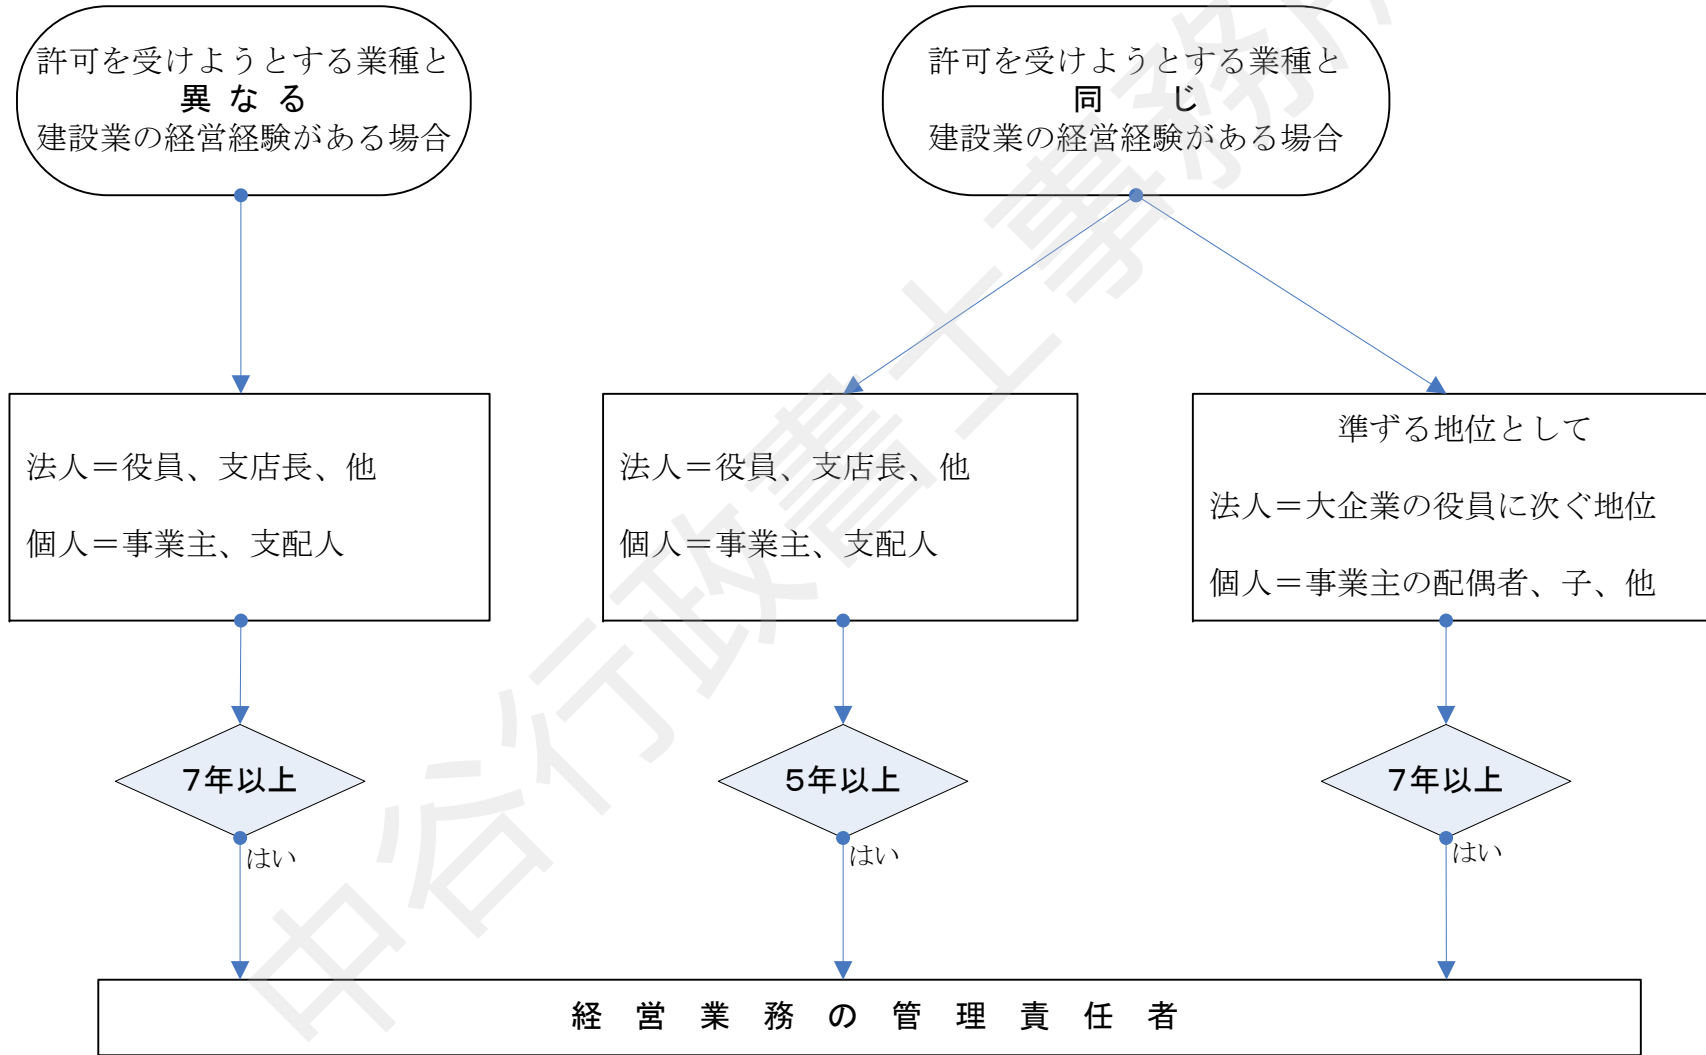 許可を受けようとする業種と
異なる
建設業の経営経験がある場合
許可を受けようとする業種と
同　じ
建設業の経営経験がある場合
法人＝役員、支店長、他
個人＝事業主、支配人
法人＝役員、支店長、他
個人＝事業主、支配人
準ずる地位として
法人＝大企業の役員に次ぐ地位
個人＝事業主の配偶者、子、他
7年以上
5年以上
7年以上
はい
はい
はい
経営業務の管理責任者
中谷行政書士事務所